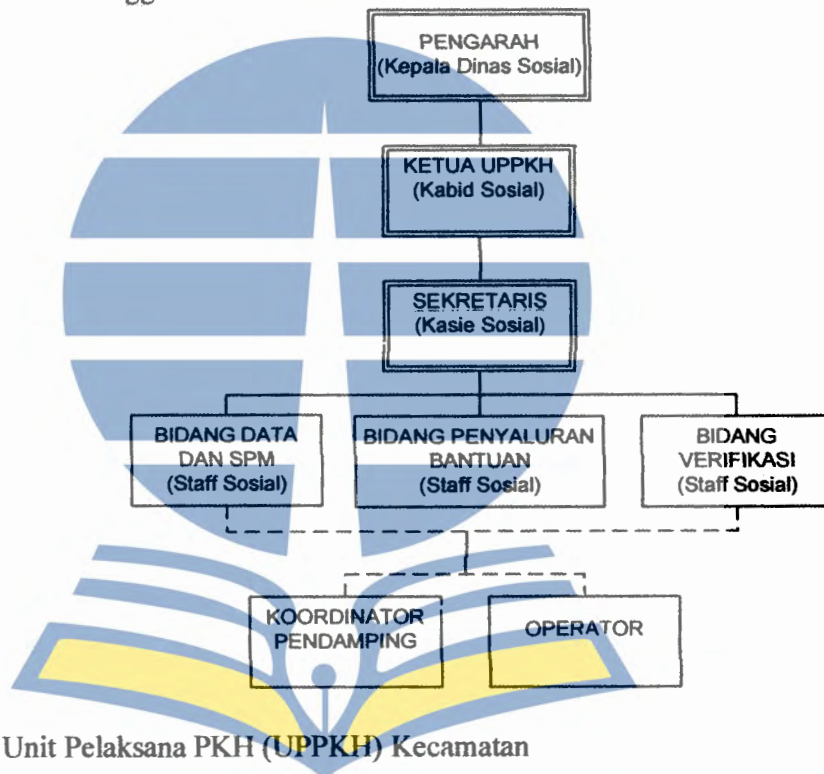 PENGARAH
(Kepala Dinas Sosial)
KETUA UPPKH
(Kabid Sosial)
SEKRETARIS
(Kasie Sosial)
BIDANG DATA
DAN SPM
(Staff Sosial)
BIDANG PENYALURAN
BANTUAN
(Staff Sosial)
BIDANG
VERIFIKASI
(Staff Sosial)
KOORDINATOR
PENDAMPING
OPERATOR
Unit Pelaksana PKH (UPPKH) Kecamatan